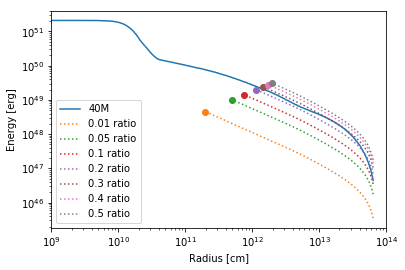 Energy [erg]
10^51
10^50
10^49
10^48
10^47
10^46
40M
0.01 ratio
0.05 ratio
0.1 ratio
0.2 ratio
0.3 ratio
0.4 ratio
0.5 ratio
10^9 10^10 10^11 10^12 10^13 10^14
Radius [cm]